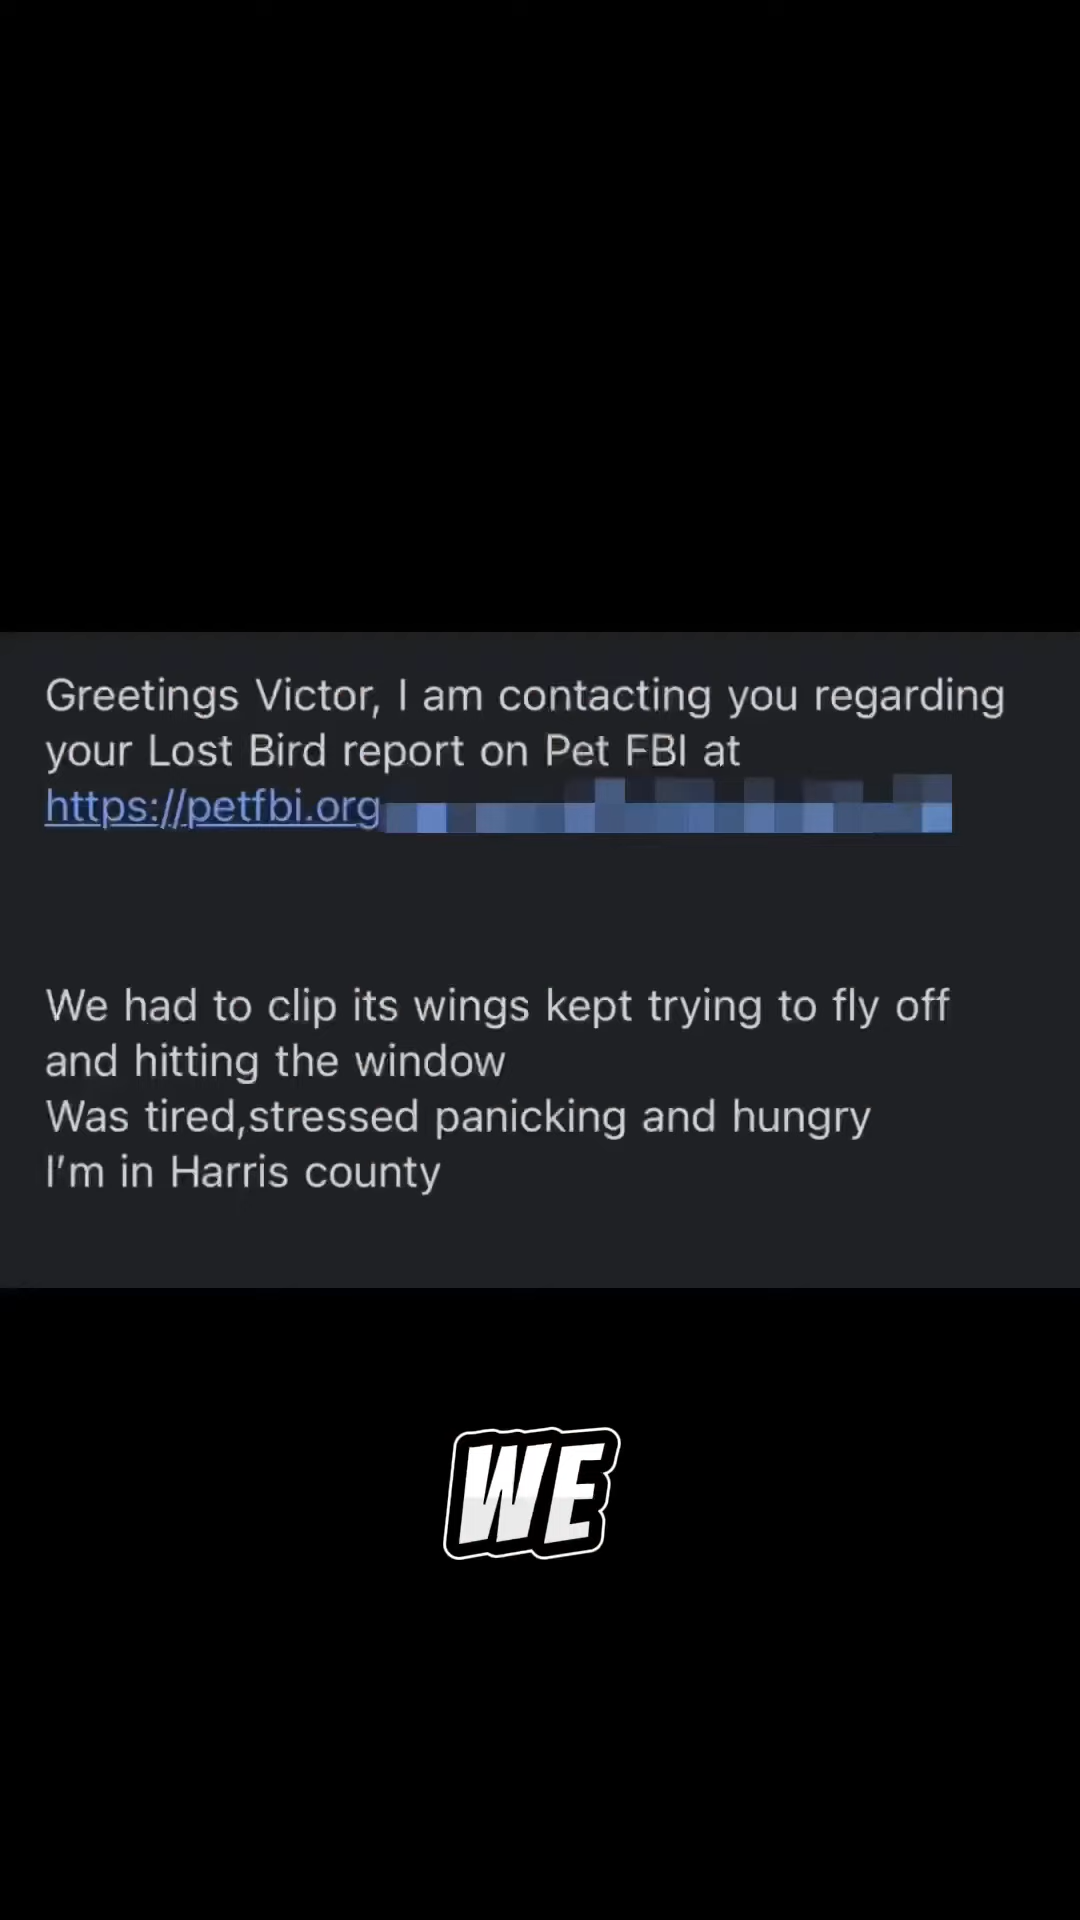 Greetings Victor, I am contacting you regarding
your Lost Bird report on Pet FBI at
https://petfbi.org
We had to clip its wings kept trying to fly off
and hitting the window
Was tired,stressed panicking and hungry
I'm in Harris county
WE